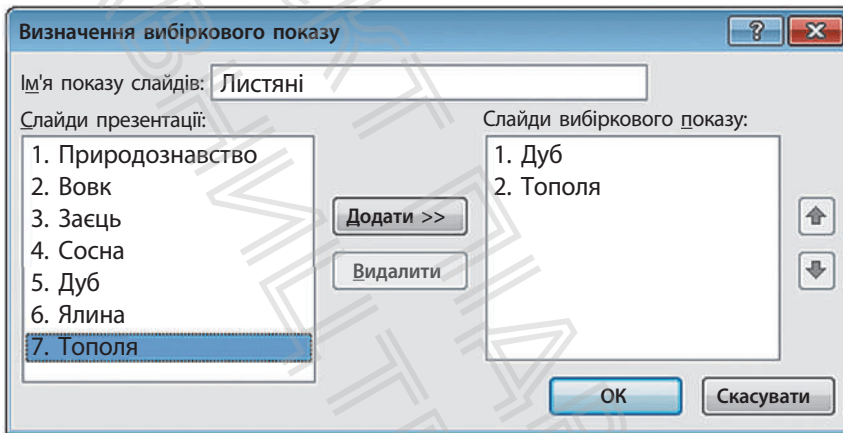 Визначення вибіркового показу
Ім'я показу слайдів: Листяні
Слайди презентації:
1. Природознавство
2. Вовк
3. Заєць
4. Сосна
5. Дуб
6. Ялина
7. Тополя
Додати >>
Видалити
Слайди вибіркового показу:
1. Дуб
2. Тополя
ОК
Скасувати